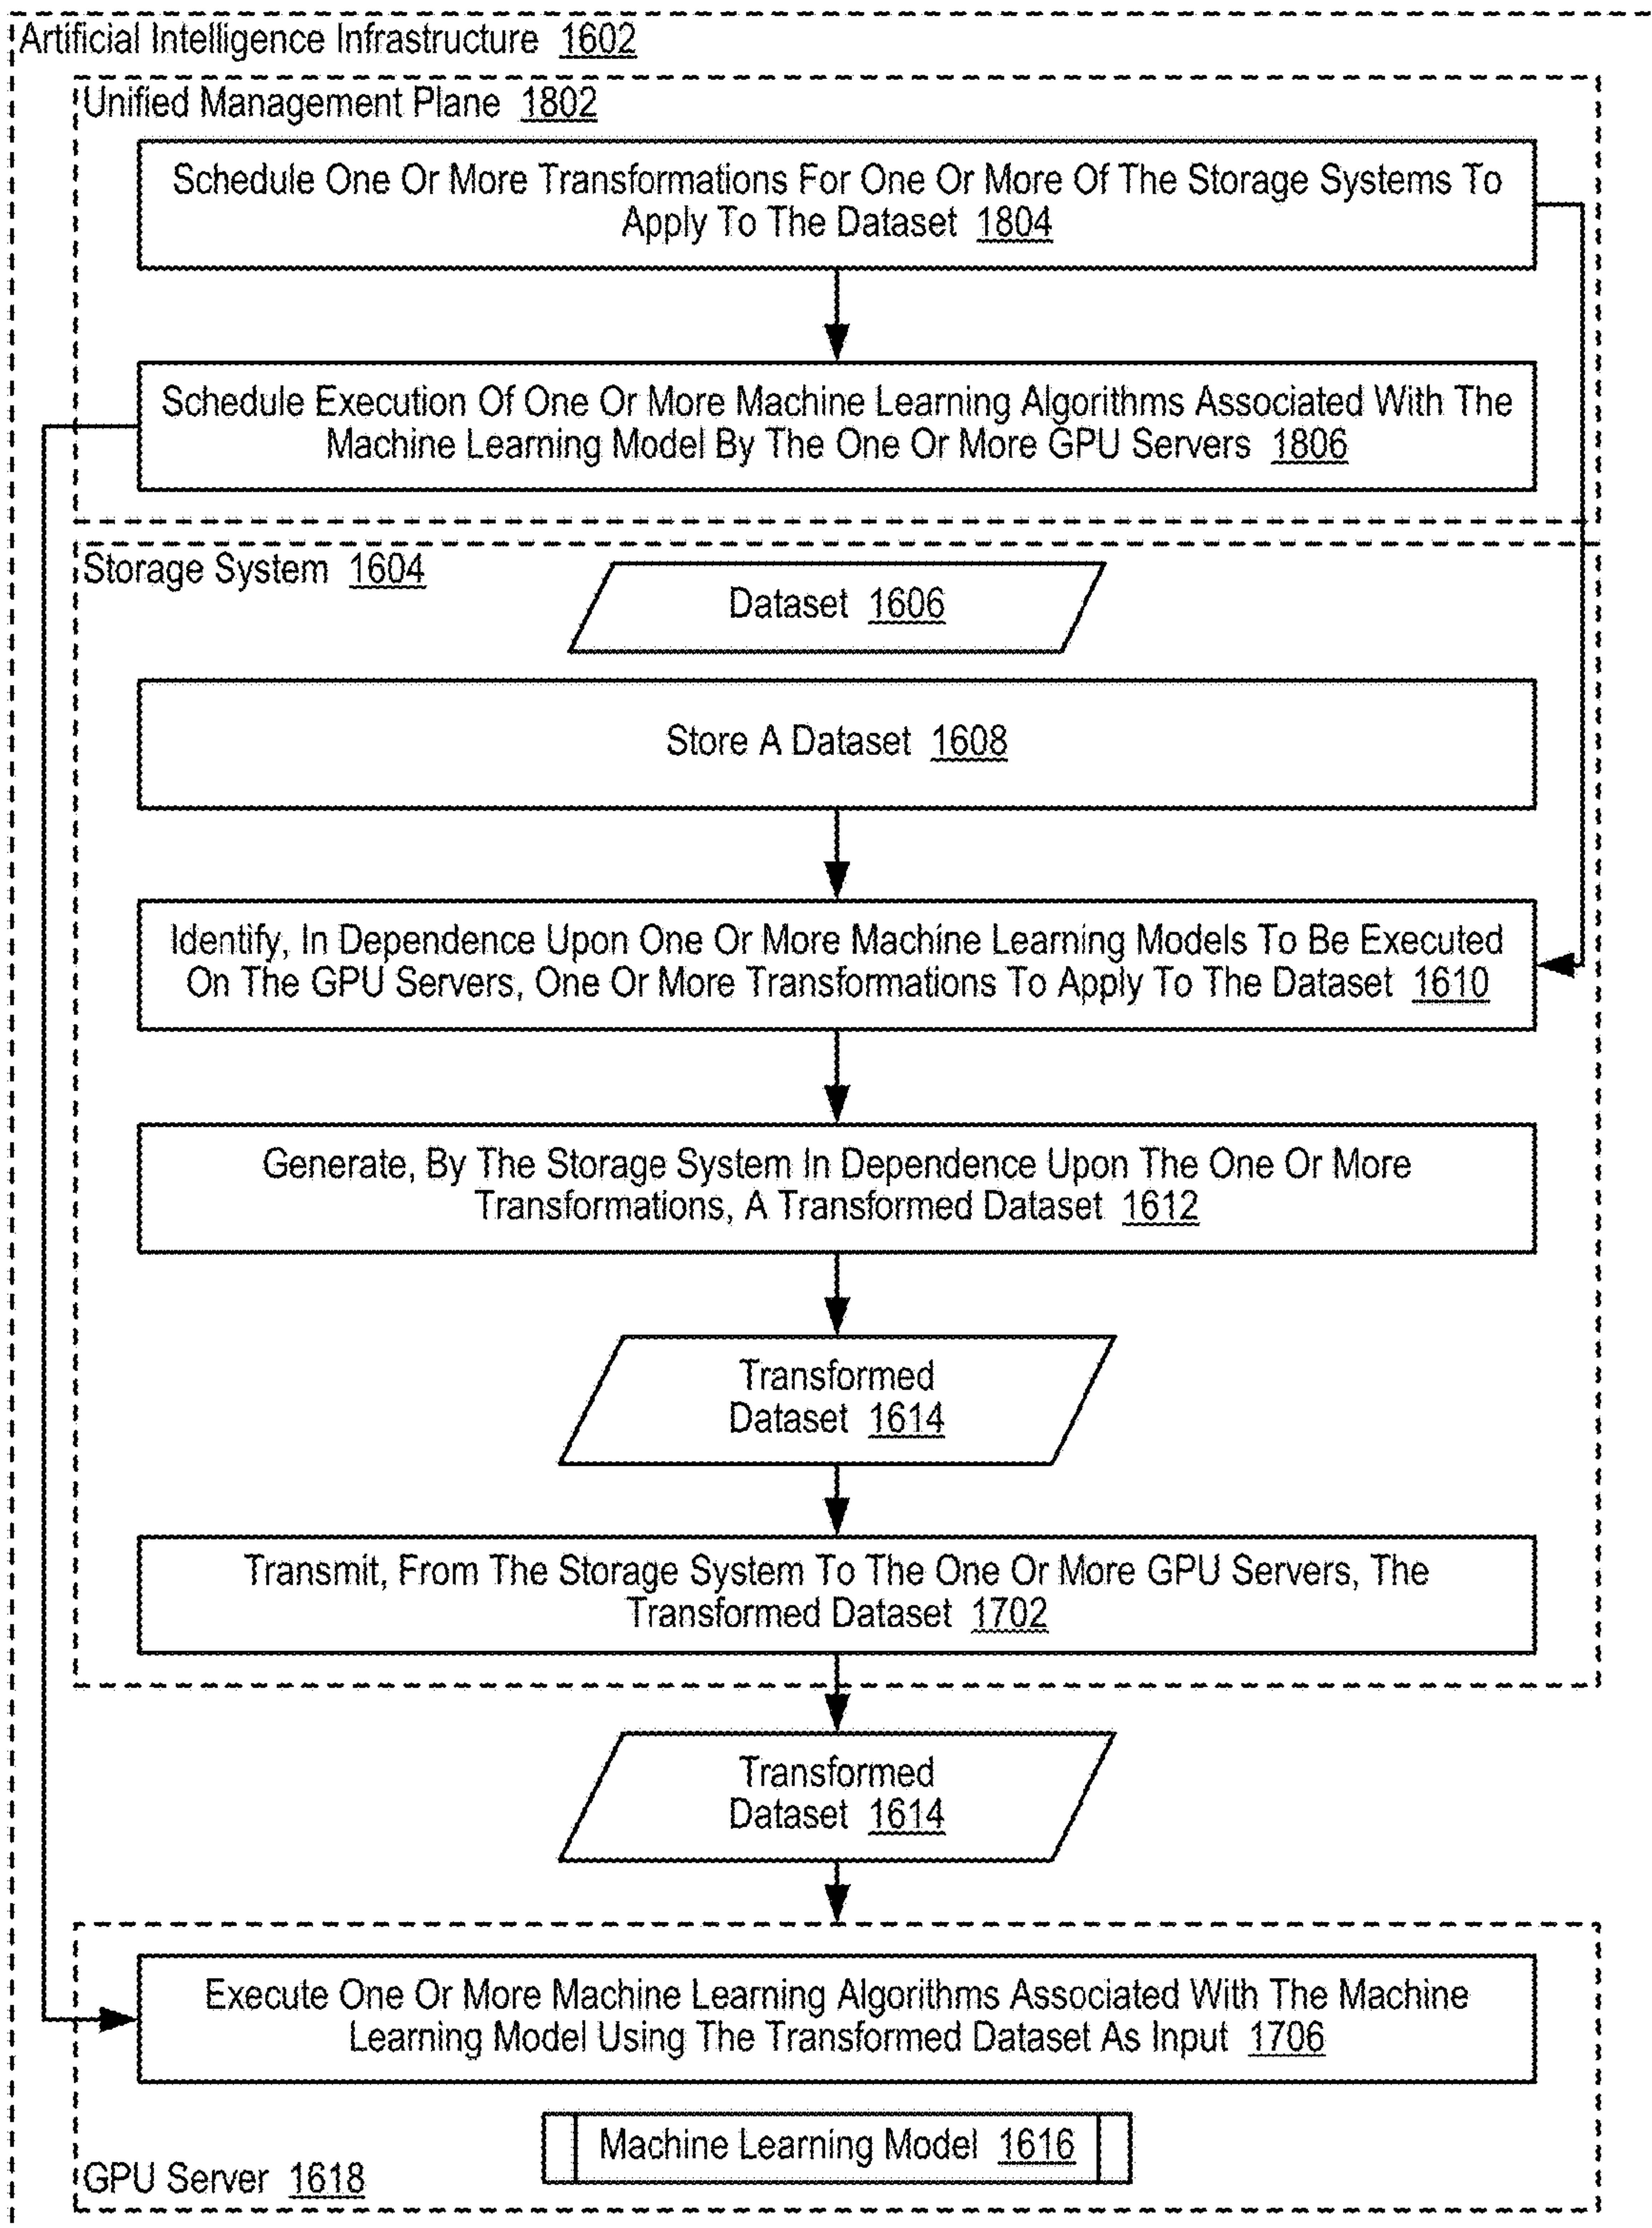 Artificial Intelligence Infrastructure 1602
Unified Management Plane 1802
Schedule One Or More Transformations For One Or More Of The Storage Systems To
Apply To The Dataset 1804
Schedule Execution Of One Or More Machine Learning Algorithms Associated With The
Machine Learning Model By The One Or More GPU Servers 1806
Storage System 1604
Dataset 1606
Store A Dataset 1608
Identify, In Dependence Upon One Or More Machine Learning Models To Be Executed
On The GPU Servers, One Or More Transformations To Apply To The Dataset 1610
Generate, By The Storage System In Dependence Upon The One Or More
Transformations, A Transformed Dataset 1612
Transformed
Dataset 1614
Transmit, From The Storage System To The One Or More GPU Servers, The
Transformed Dataset 1702
Transformed
Dataset 1614
Execute One Or More Machine Learning Algorithms Associated With The Machine
Learning Model Using The Transformed Dataset As Input 1706
Machine Learning Model 1616
GPU Server 1618